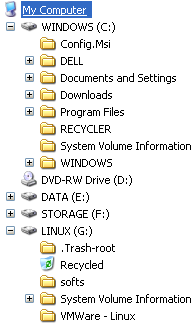 My Computer
WINDOWS (C:)
Config.Msi
DELL
Documents and Settings
Downloads
Program Files
RECYCLER
System Volume Information
WINDOWS
DVD-RW Drive (D:)
DATA (E:)
STORAGE (F:)
LINUX (G:)
.Trash-root
Recycled
softs
System Volume Information
VMWare - Linux